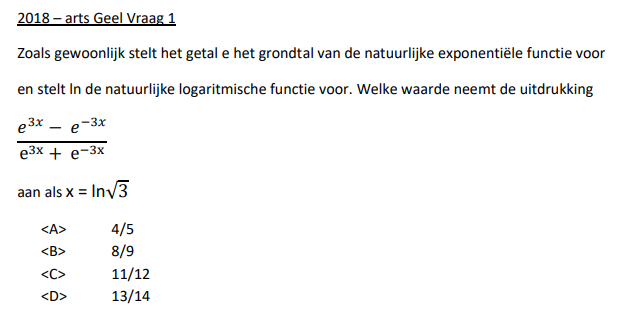 2018 – arts Geel Vraag 1
Zoals gewoonlijk stelt het getal e het grondtal van de natuurlijke exponentiële functie voor
en stelt ln de natuurlijke logaritmische functie voor. Welke waarde neemt de uitdrukking
e^{3x} − e^{−3x}
e^{3x} + e^{−3x}
aan als x = ln√3
<A> 4/5
<B> 8/9
<C> 11/12
<D> 13/14